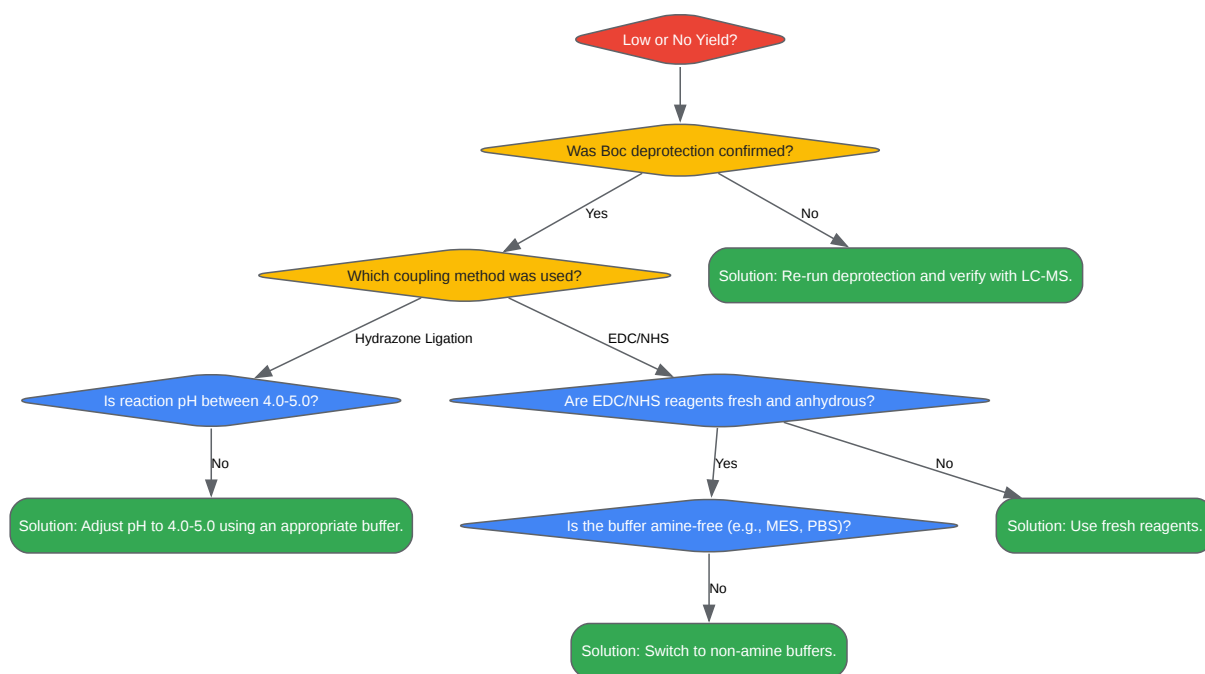 Low or No Yield?
Was Boc deprotection confirmed?
Yes
No
Which coupling method was used?
Solution: Re-run deprotection and verify with LC-MS.
Hydrazone Ligation
EDC/NHS
Is reaction pH between 4.0-5.0?
Are EDC/NHS reagents fresh and anhydrous?
No
Yes
No
Solution: Adjust pH to 4.0-5.0 using an appropriate buffer.
Is the buffer amine-free (e.g., MES, PBS)?
Solution: Use fresh reagents.
No
Solution: Switch to non-amine buffers.